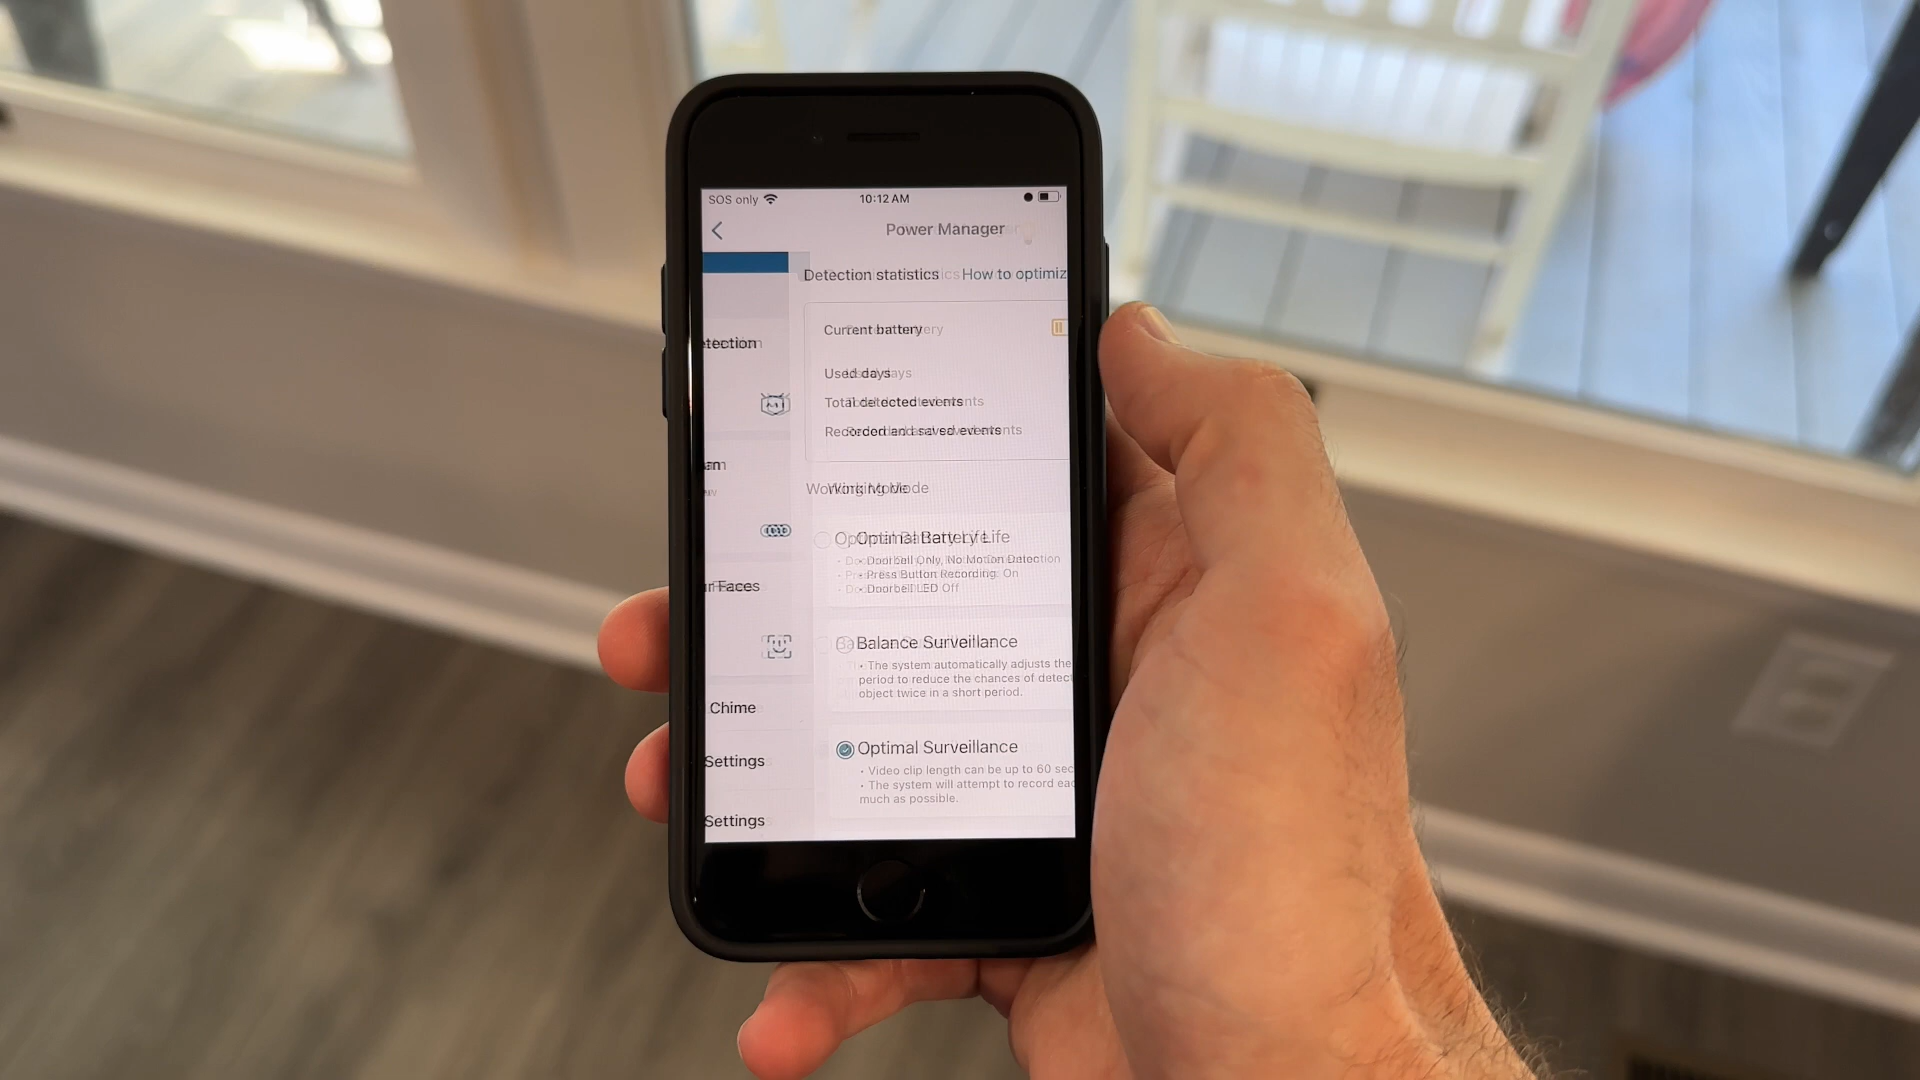 SOS only
10:12 AM
Power Manager
Detection statistics How to optimiz
Current battery
Used days
Total detected events
Recorded and saved events
Working Mode
Optimal Battery Life
• Doorbell Only, No Motion Detection
• Press Button Recording: On
• Doorbell LED Off
Balance Surveillance
• The system automatically adjusts the
period to reduce the chances of detect
object twice in a short period.
Optimal Surveillance
• Video clip length can be up to 60 sec
• The system will attempt to record eac
much as possible.
etection
am
r Faces
Chime
Settings
Settings